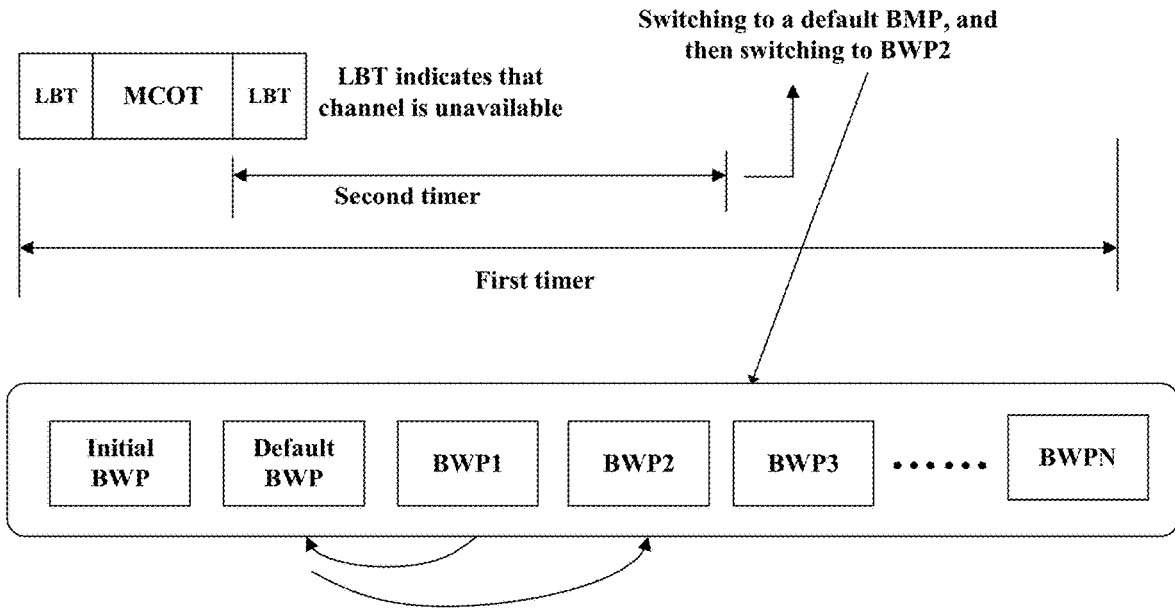 Switching to a default BMP, and
then switching to BWP2
LBT
MCOT
LBT
LBT indicates that
channel is unavailable
Second timer
First timer
Initial
BWP
Default
BWP
BWP1
BWP2
BWP3
......
BWPN